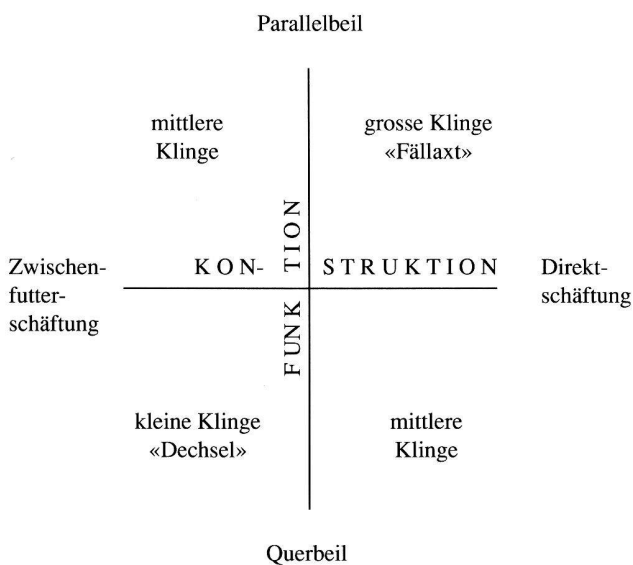 Parallelbeil
mittlere
Klinge
grosse Klinge
«Fällaxt»
Zwischen-
futter-
schäftung
KON-
STRUKTION
FUNK TION
Direkt-
schäftung
kleine Klinge
«Dechsel»
mittlere
Klinge
Querbeil